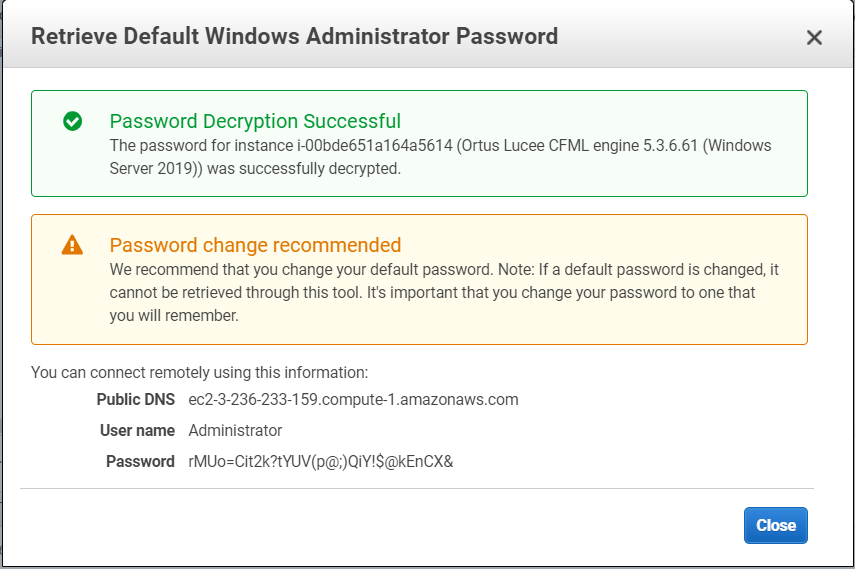 Retrieve Default Windows Administrator Password
Password Decryption Successful
The password for instance i-00bde651a164a5614 (Ortus Lucee CFML engine 5.3.6.61 (Windows
Server 2019)) was successfully decrypted.
Password change recommended
We recommend that you change your default password. Note: If a default password is changed, it
cannot be retrieved through this tool. It's important that you change your password to one that
you will remember.
You can connect remotely using this information:
Public DNS ec2-3-236-233-159.compute-1.amazonaws.com
User name Administrator
Password rMUo=Cit2k?tYUV(p@;)QiY!$@kEnCX&
Close